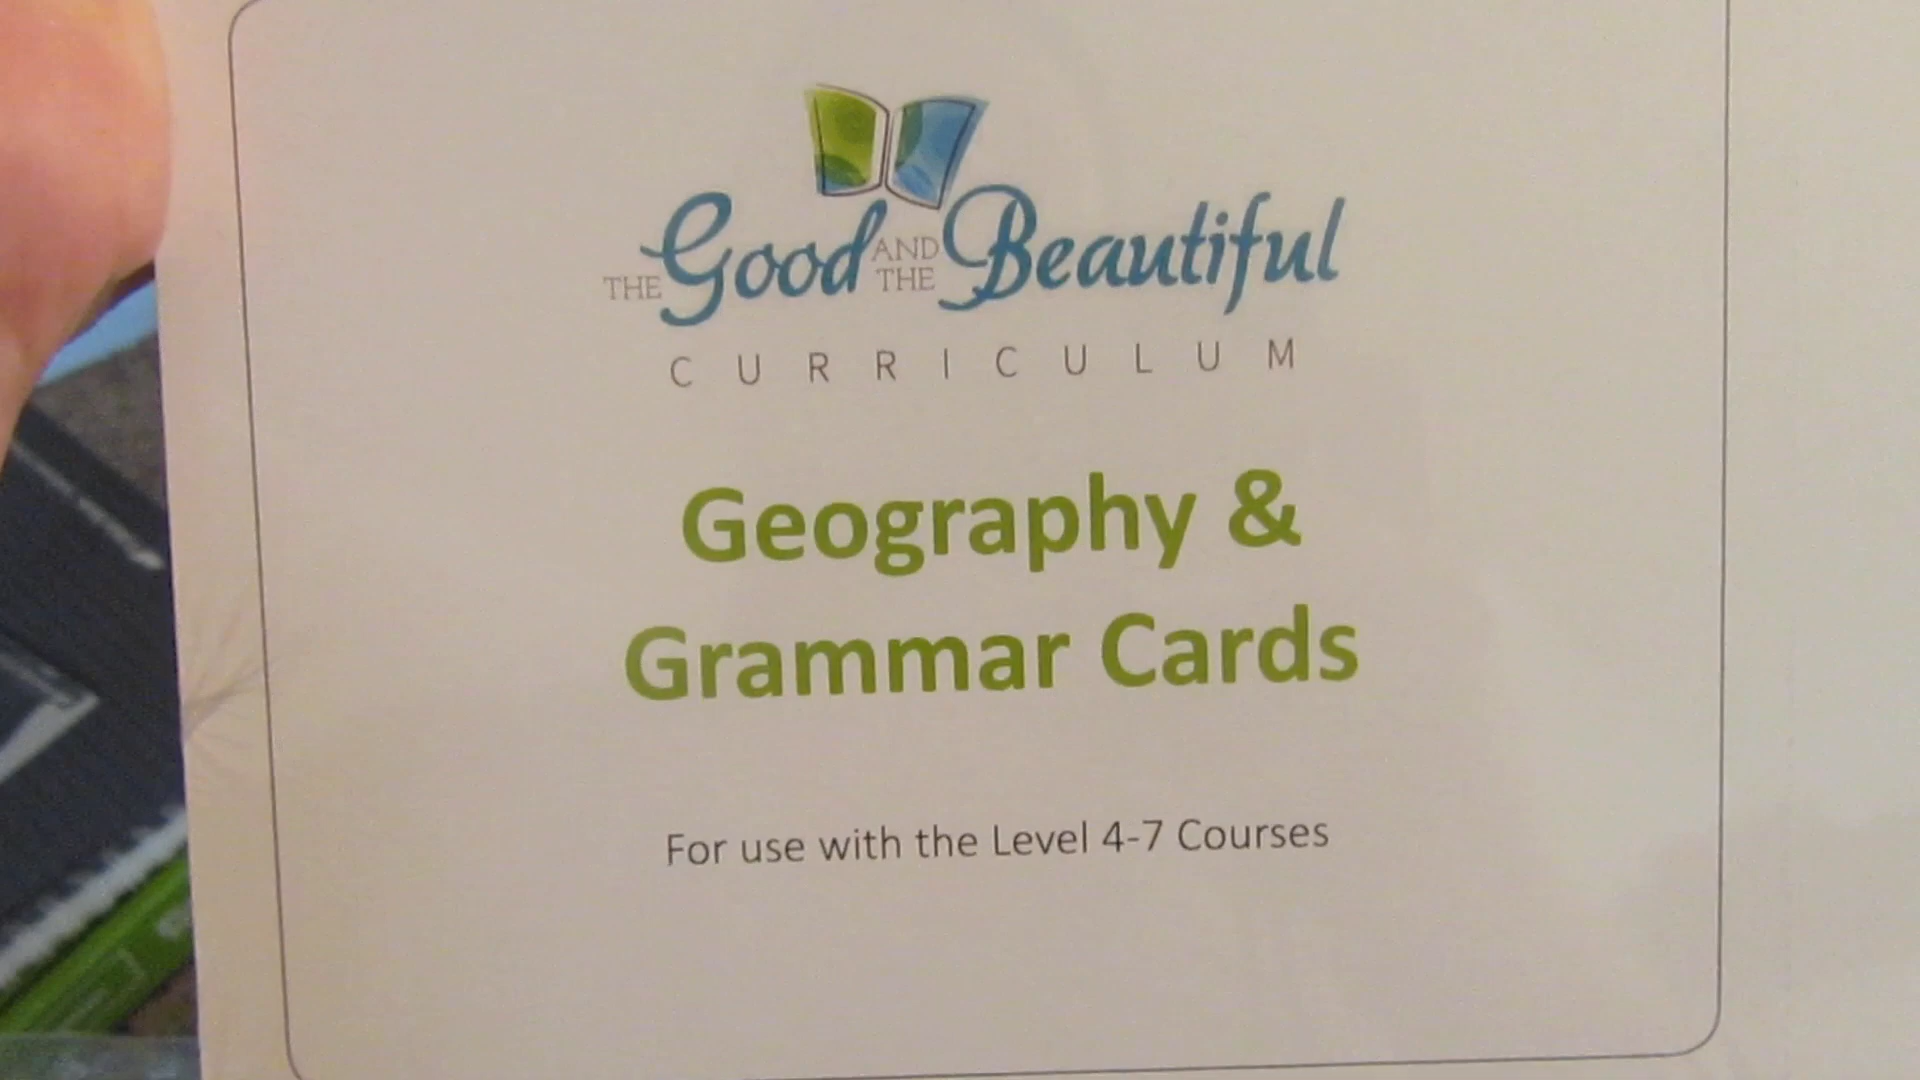 THE Good AND THE Beautiful
CURRICULUM
Geography &
Grammar Cards
For use with the Level 4-7 Courses